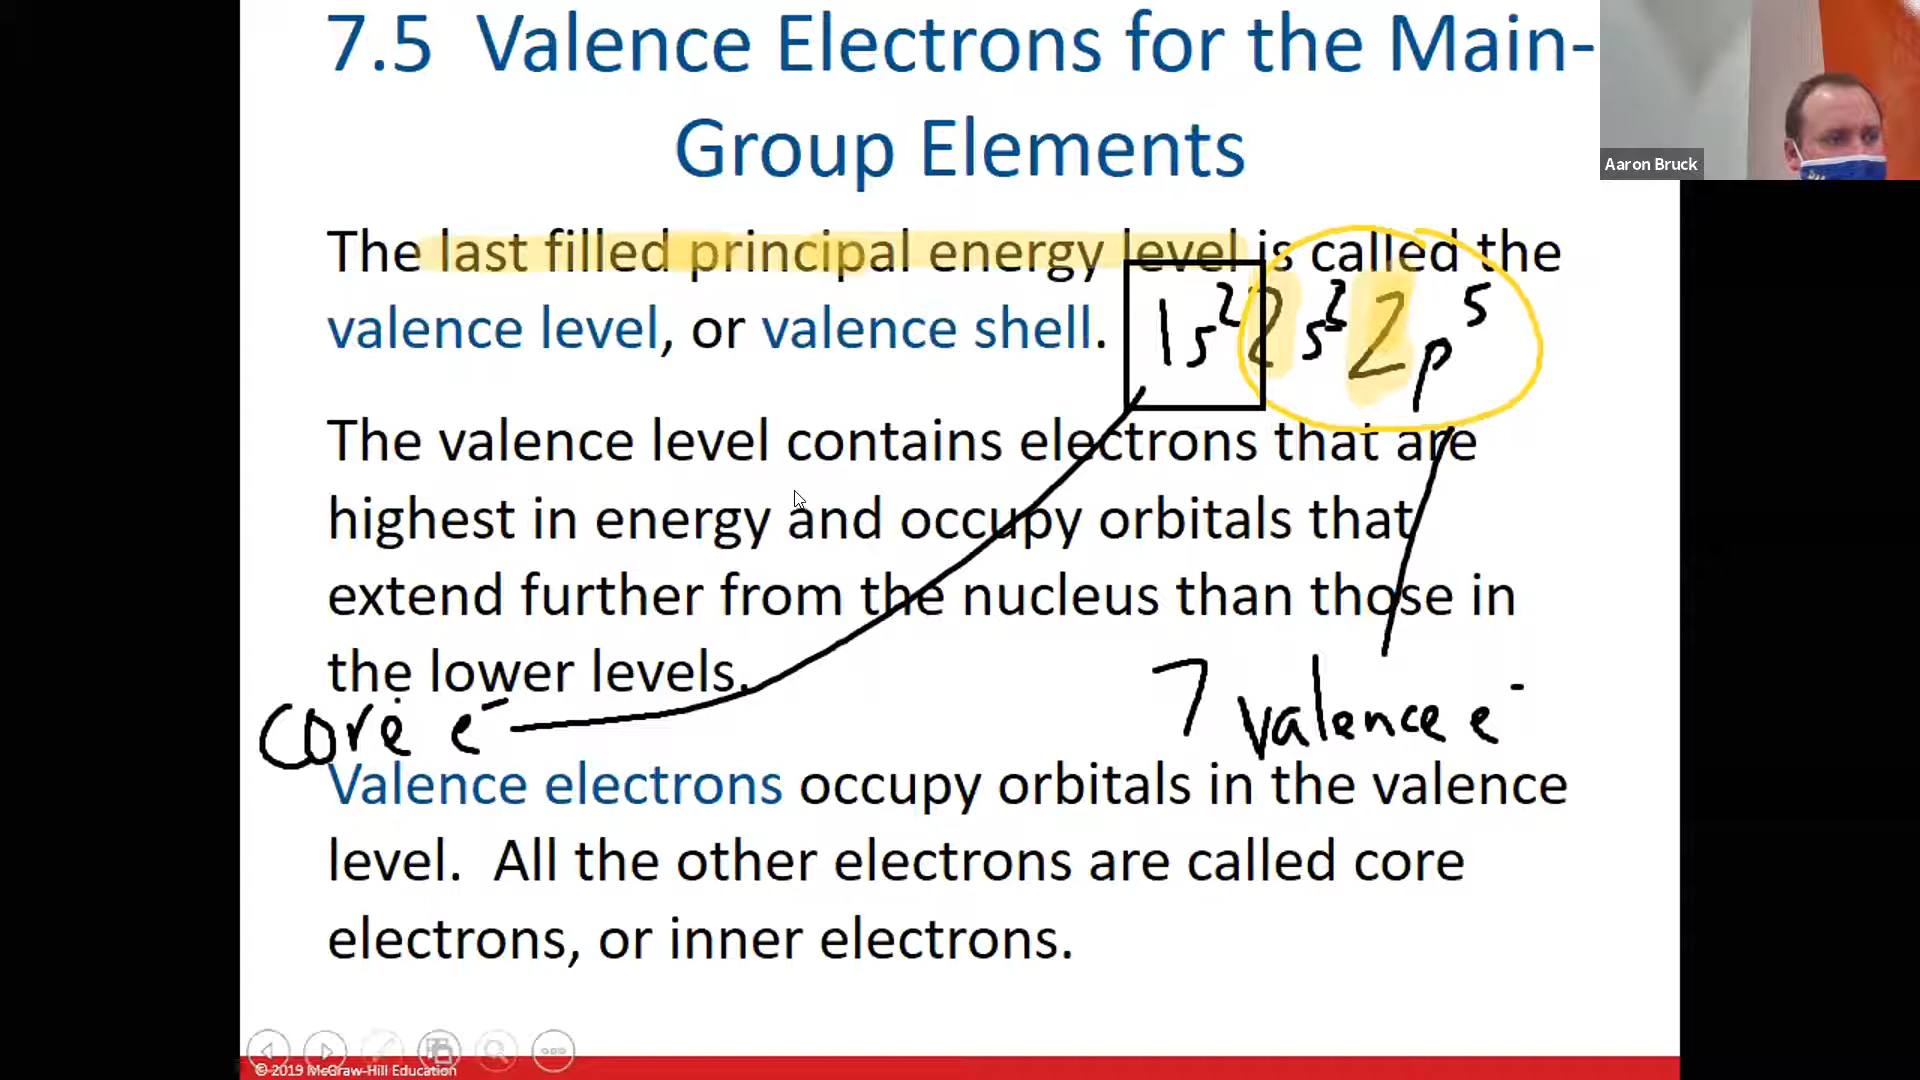 7.5 Valence Electrons for the Main-
Group Elements
Aaron Bruck
The last filled principal energy level is called the
valence level, or valence shell.
1s² 2s² 2p⁵
The valence level contains electrons that are
highest in energy and occupy orbitals that
extend further from the nucleus than those in
the lower levels.
core e⁻
7 valence e⁻
Valence electrons occupy orbitals in the valence
level. All the other electrons are called core
electrons, or inner electrons.
© 2019 McGraw-Hill Education